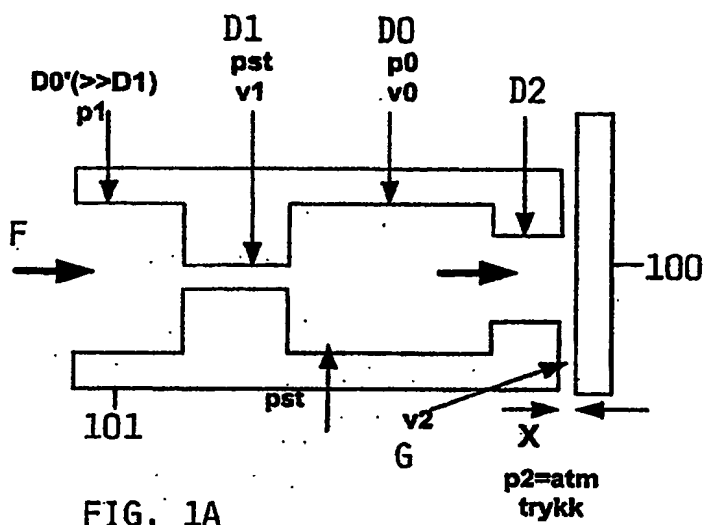 D1
pst
v1
D0
p0
v0
D0'(>>D1)
p1
D2
F
100
101
pst
v2
G
X
p2=atm
trykk
FIG. 1A